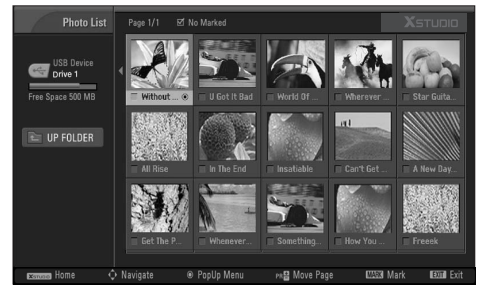 Photo List
Page 1/1 No Marked
XSTUDIO
USB Device
Drive 1
Free Space 500 MB
UP FOLDER
Without ...
U Got It Bad
World Of ...
Wherever ...
Star Guita...
All Rise
In The End
Insatiable
Can't Get ...
A New Day...
Get The P...
Whenever...
Something...
How You ...
Freeek
XSTUDIO Home Navigate PopUp Menu PR Move Page MARK Mark EXIT Exit